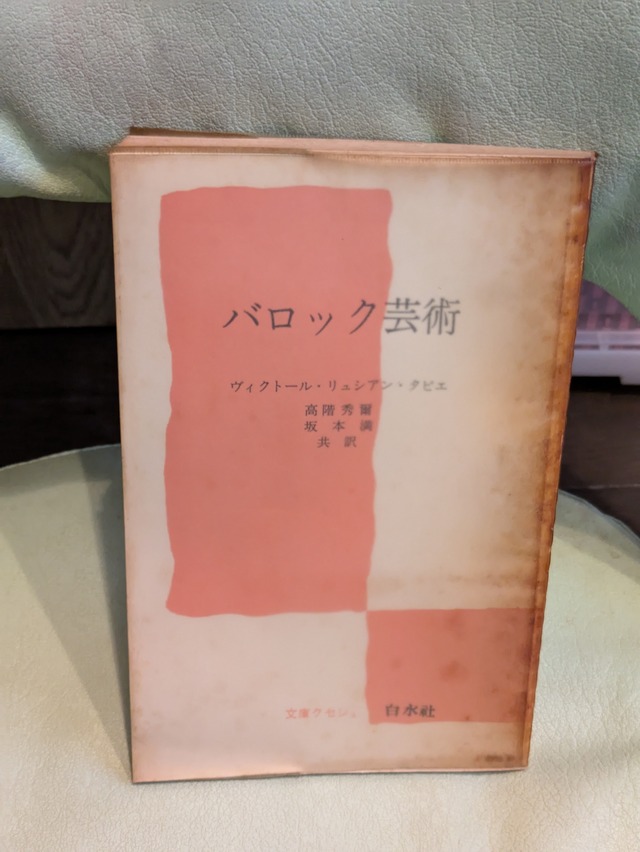 バロック芸術
ヴィクトール・リュシアン・タピエ
高階秀爾
坂本満
共訳
文庫クセジュ 白水社